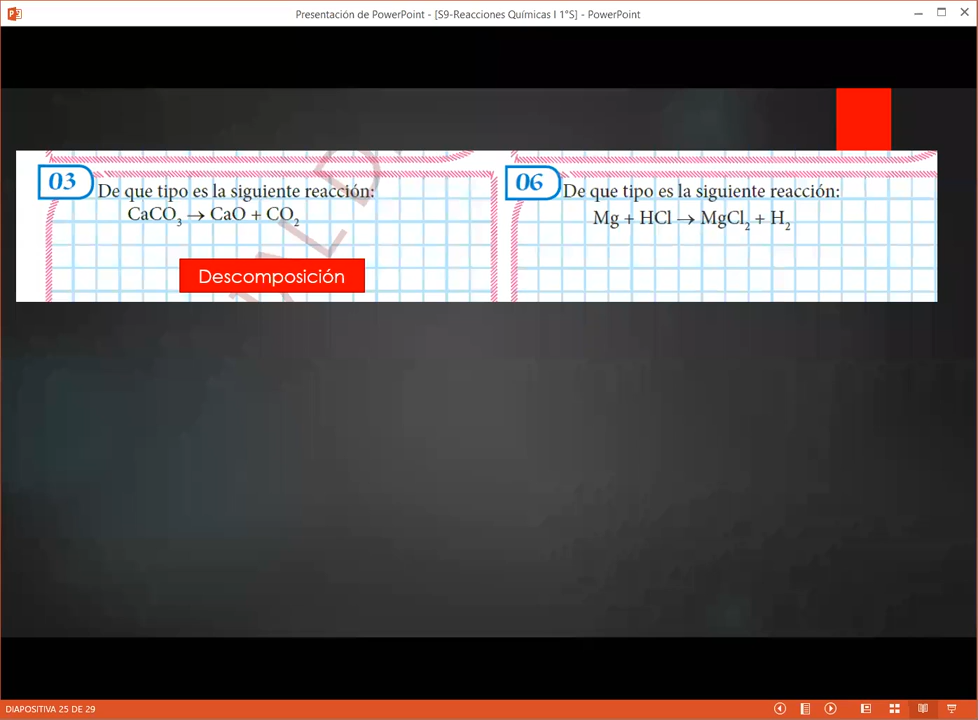 Presentación de PowerPoint - [S9-Reacciones Químicas I 1°S] - PowerPoint
03
De que tipo es la siguiente reacción:
CaCO₃ → CaO + CO₂
Descomposición
06
De que tipo es la siguiente reacción:
Mg + HCl → MgCl₂ + H₂
DIAPOSITIVA 25 DE 29